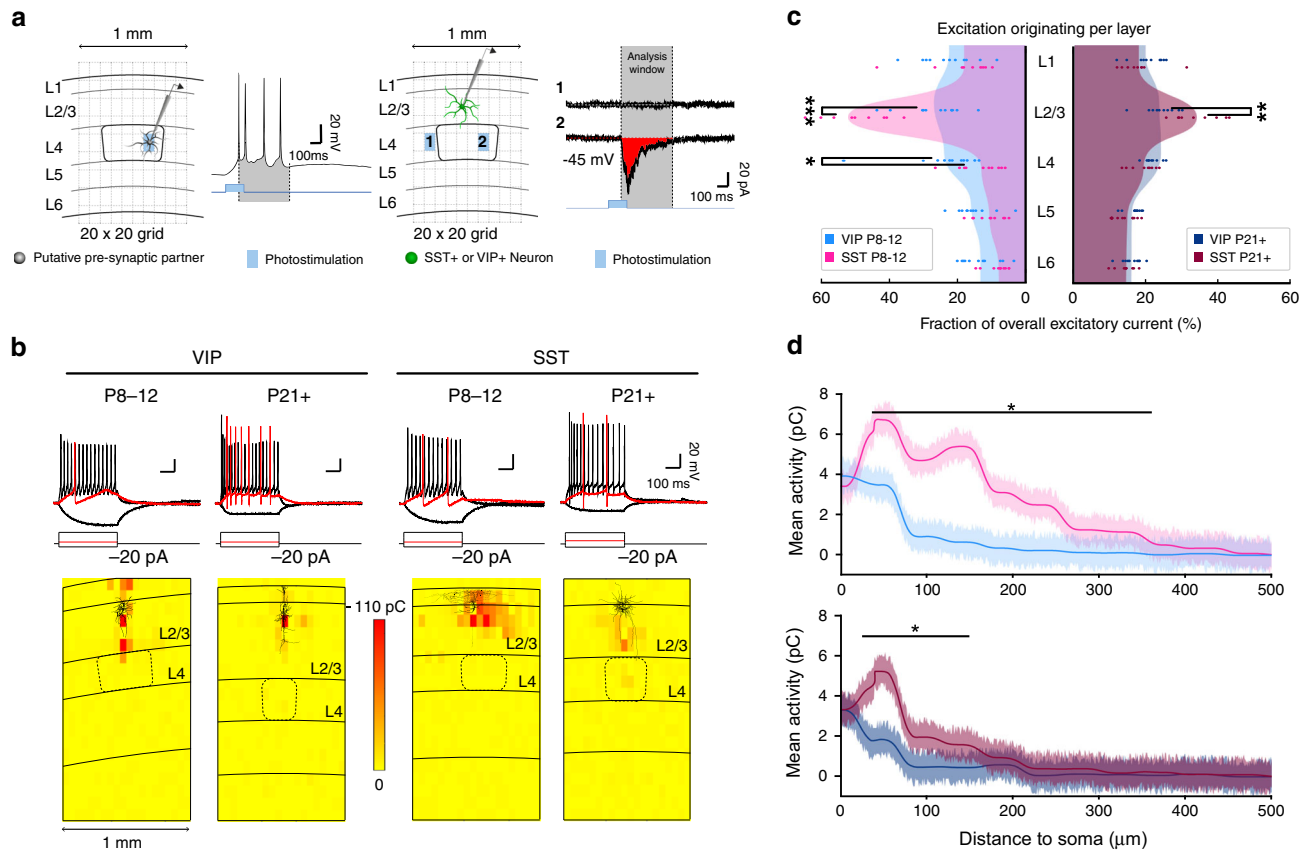 a
1 mm
L1
L2/3
L4
L5
L6
20 x 20 grid
20 mV
100ms
1 mm
L1
L2/3
L4
L5
L6
1
2
20 x 20 grid
Analysis
window
1
2
-45 mV
20 pA
100 ms
Putative pre-synaptic partner
Photostimulation
SST+ or VIP+ Neuron
Photostimulation
b
VIP
SST
P8–12
P21+
P8–12
P21+
20 mV
100 ms
–20 pA
–20 pA
–20 pA
–20 pA
L2/3
L4
L2/3
L4
110 pC
0
L2/3
L4
L2/3
L4
1 mm
c
Excitation originating per layer
L1
L2/3
L4
L5
L6
***
*
**
VIP P8-12
SST P8-12
VIP P21+
SST P21+
60 40 20 0
0 20 40 60
Fraction of overall excitatory current (%)
d
Mean activity (pC)
8
6
4
2
0
*
0 100 200 300 400 500
Mean activity (pC)
8
6
4
2
0
*
0 100 200 300 400 500
Distance to soma (μm)